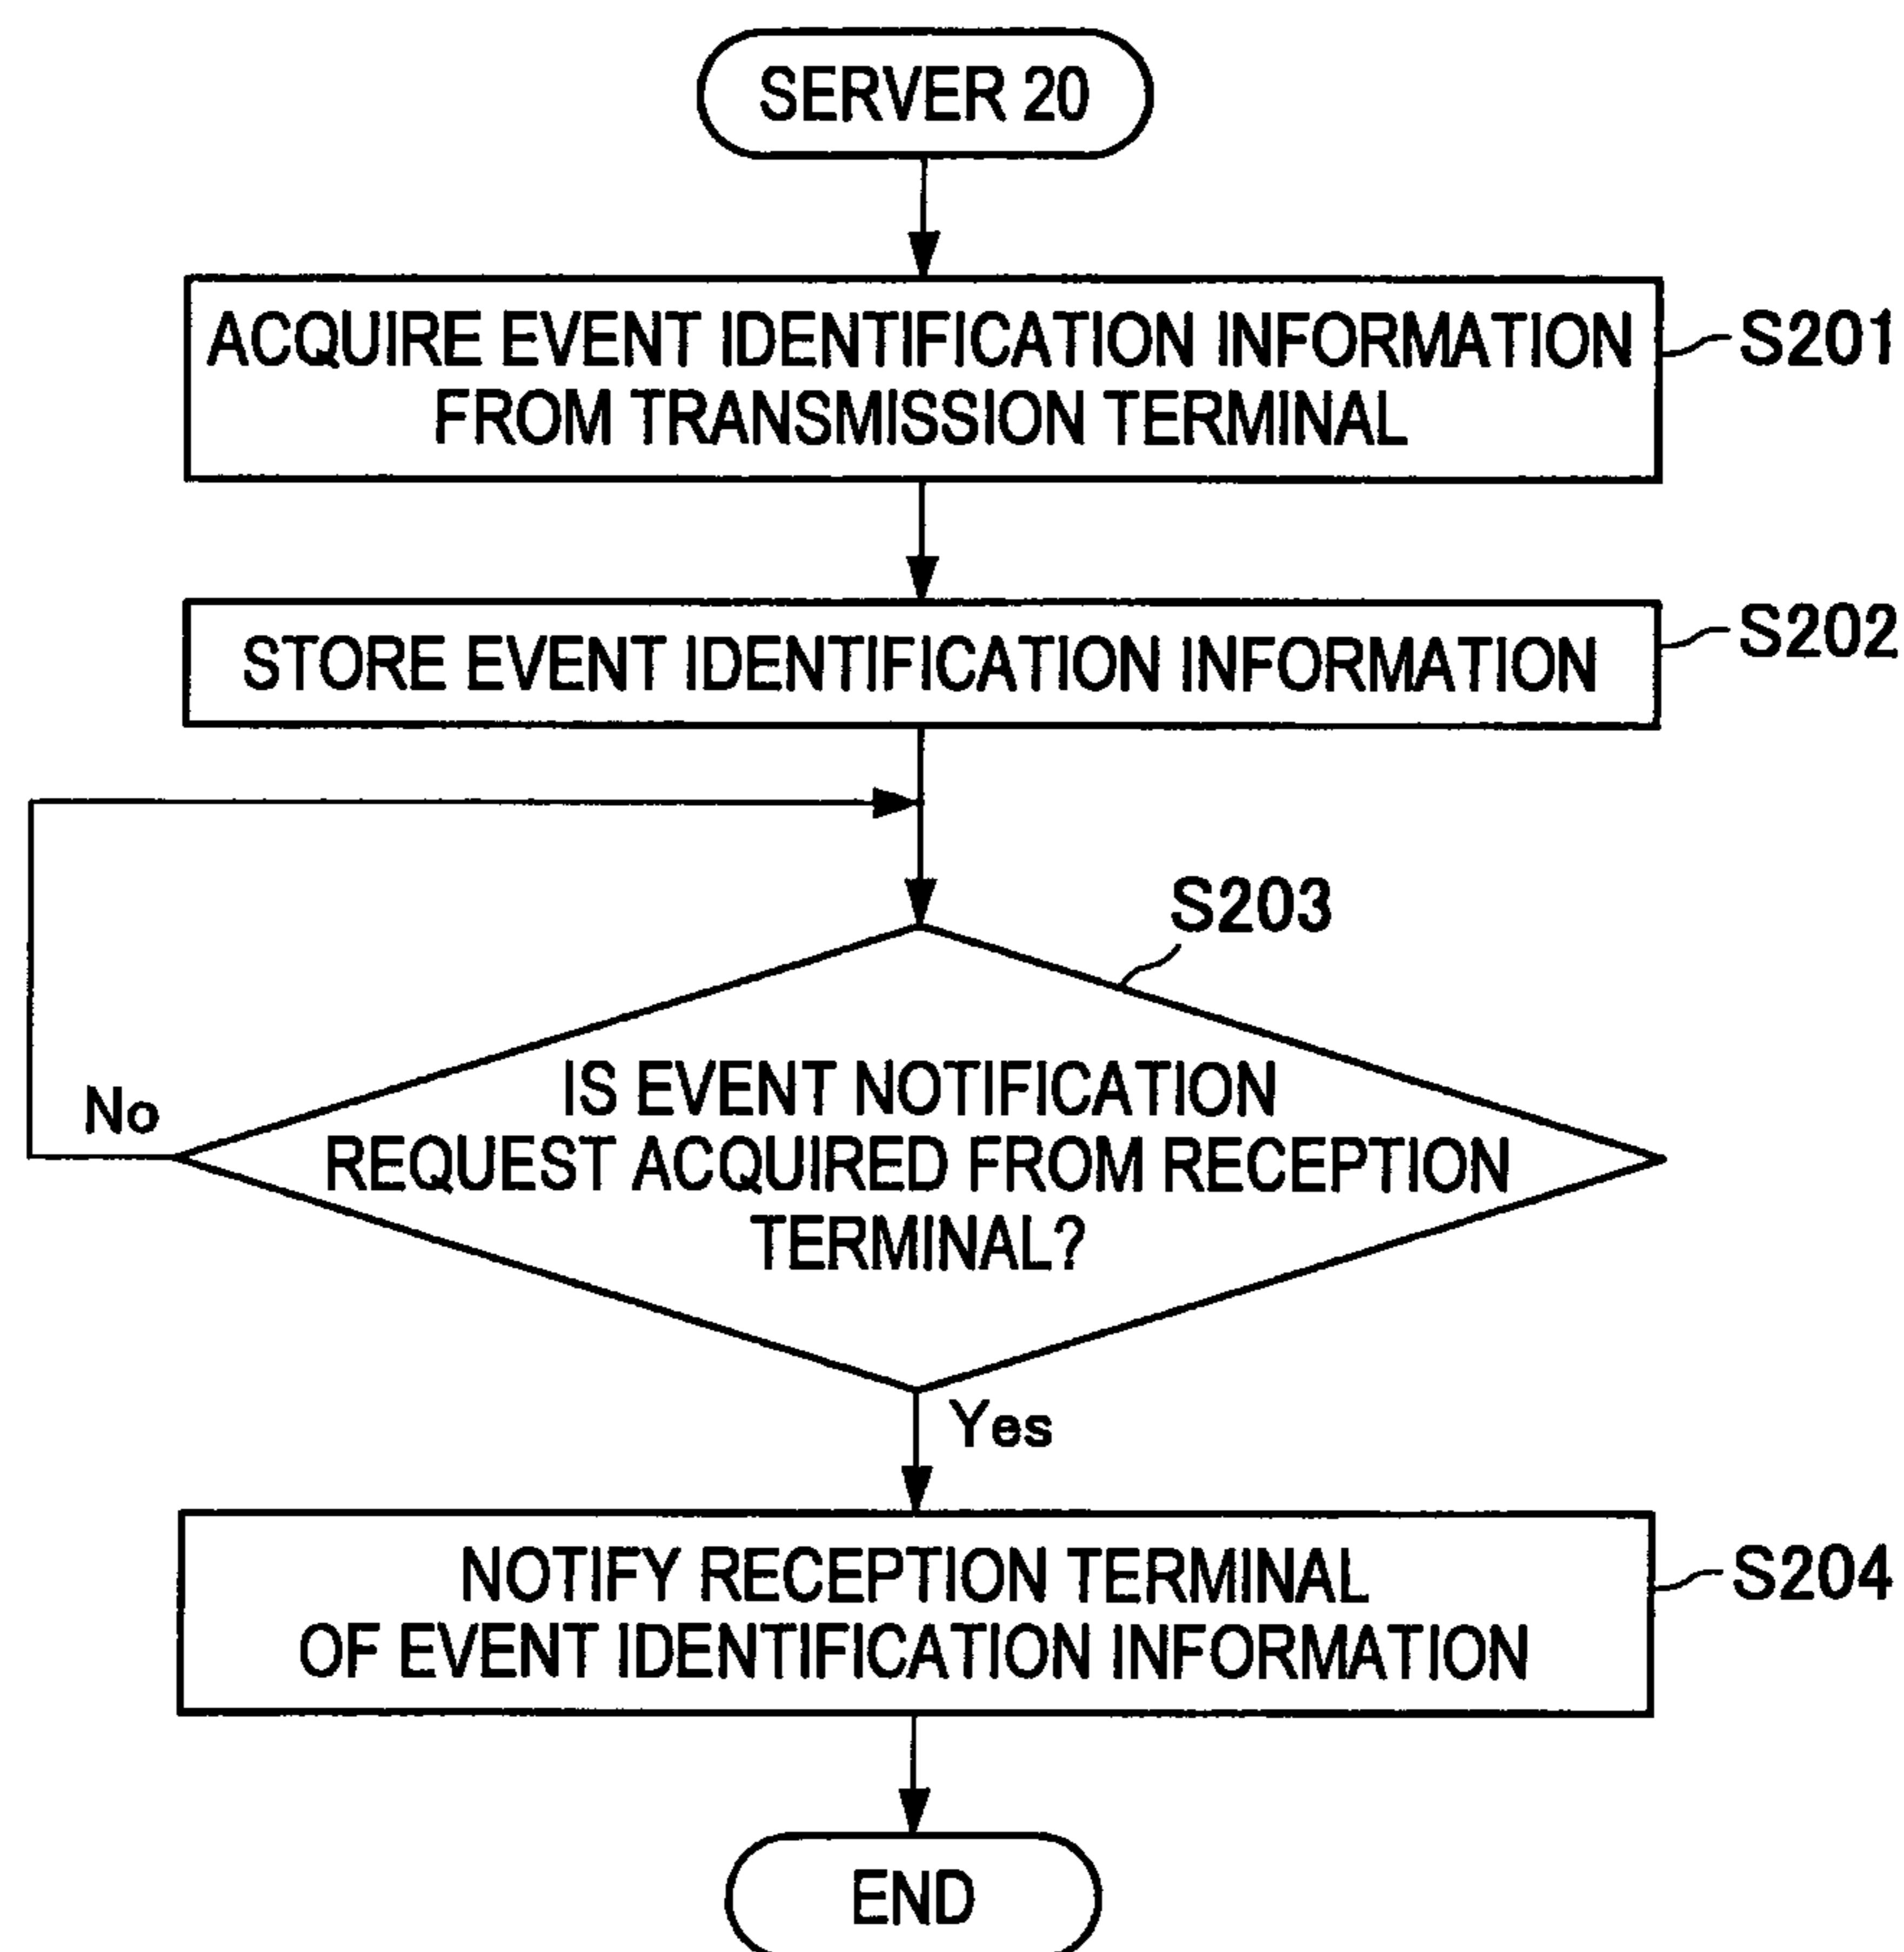 SERVER 20
ACQUIRE EVENT IDENTIFICATION INFORMATION
FROM TRANSMISSION TERMINAL
S201
STORE EVENT IDENTIFICATION INFORMATION
S202
S203
IS EVENT NOTIFICATION
REQUEST ACQUIRED FROM RECEPTION
TERMINAL?
No
Yes
NOTIFY RECEPTION TERMINAL
OF EVENT IDENTIFICATION INFORMATION
S204
END